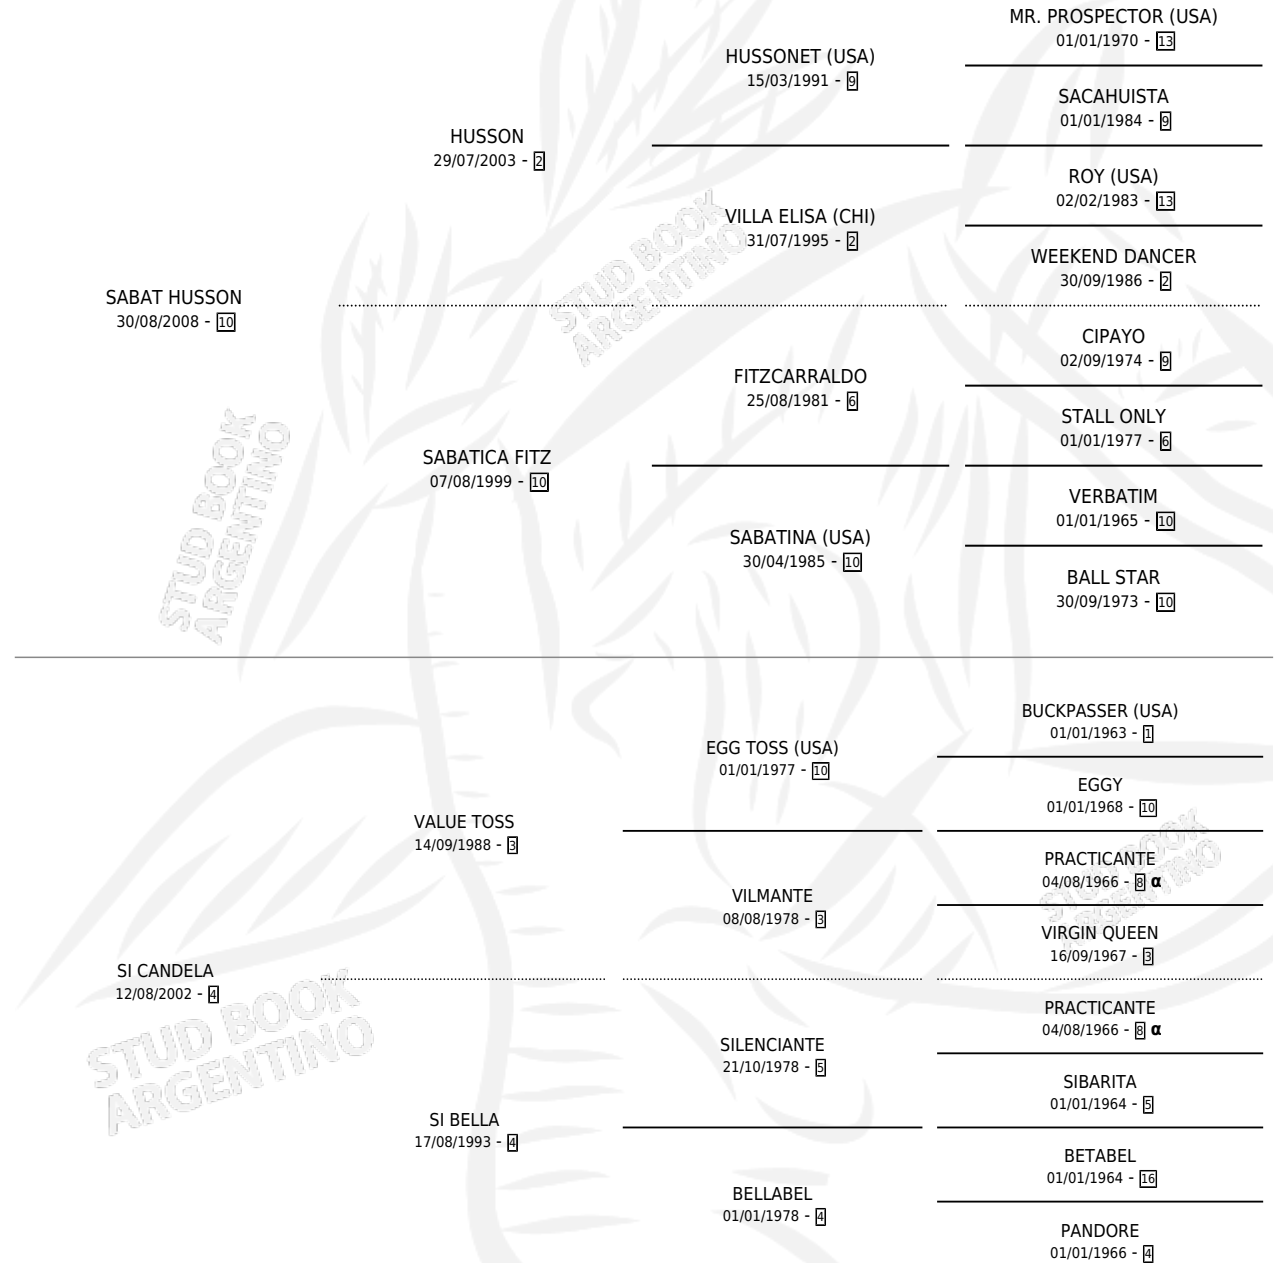 MR. PROSPECTOR (USA)
01/01/1970 - 13
HUSSONET (USA)
15/03/1991 - 9
SACAHUISTA
01/01/1984 - 9
HUSSON
29/07/2003 - 2
ROY (USA)
02/02/1983 - 13
VILLA ELISA (CHI)
31/07/1995 - 2
WEEKEND DANCER
30/09/1986 - 2
SABAT HUSSON
30/08/2008 - 10
CIPAYO
02/09/1974 - 9
FITZCARRALDO
25/08/1981 - 6
STALL ONLY
01/01/1977 - 6
SABATICA FITZ
07/08/1999 - 10
VERBATIM
01/01/1965 - 10
SABATINA (USA)
30/04/1985 - 10
BALL STAR
30/09/1973 - 10
BUCKPASSER (USA)
01/01/1963 - 1
EGG TOSS (USA)
01/01/1977 - 10
EGGY
01/01/1968 - 10
VALUE TOSS
14/09/1988 - 3
PRACTICANTE
04/08/1966 - 8 α
VILMANTE
08/08/1978 - 3
VIRGIN QUEEN
16/09/1967 - 3
SI CANDELA
12/08/2002 - 4
PRACTICANTE
04/08/1966 - 8 α
SILENCIANTE
21/10/1978 - 5
SIBARITA
01/01/1964 - 5
SI BELLA
17/08/1993 - 4
BETABEL
01/01/1964 - 16
BELLABEL
01/01/1978 - 4
PANDORE
01/01/1966 - 4
STUD BOOK
ARGENTINO
STUD BOOK
ARGENTINO
STUD BOOK
ARGENTINO
STUD BOOK
ARGENTINO